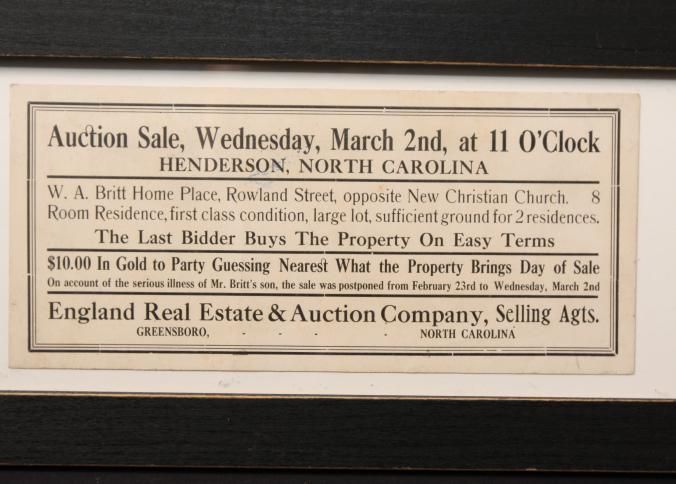 Auction Sale, Wednesday, March 2nd, at 11 O'Clock
HENDERSON, NORTH CAROLINA
W. A. Britt Home Place, Rowland Street, opposite New Christian Church. 8
Room Residence, first class condition, large lot, sufficient ground for 2 residences.
The Last Bidder Buys The Property On Easy Terms
$10.00 In Gold to Party Guessing Nearest What the Property Brings Day of Sale
On account of the serious illness of Mr. Britt's son, the sale was postponed from February 23rd to Wednesday, March 2nd
England Real Estate & Auction Company, Selling Agts.
GREENSBORO, - - - - NORTH CAROLINA